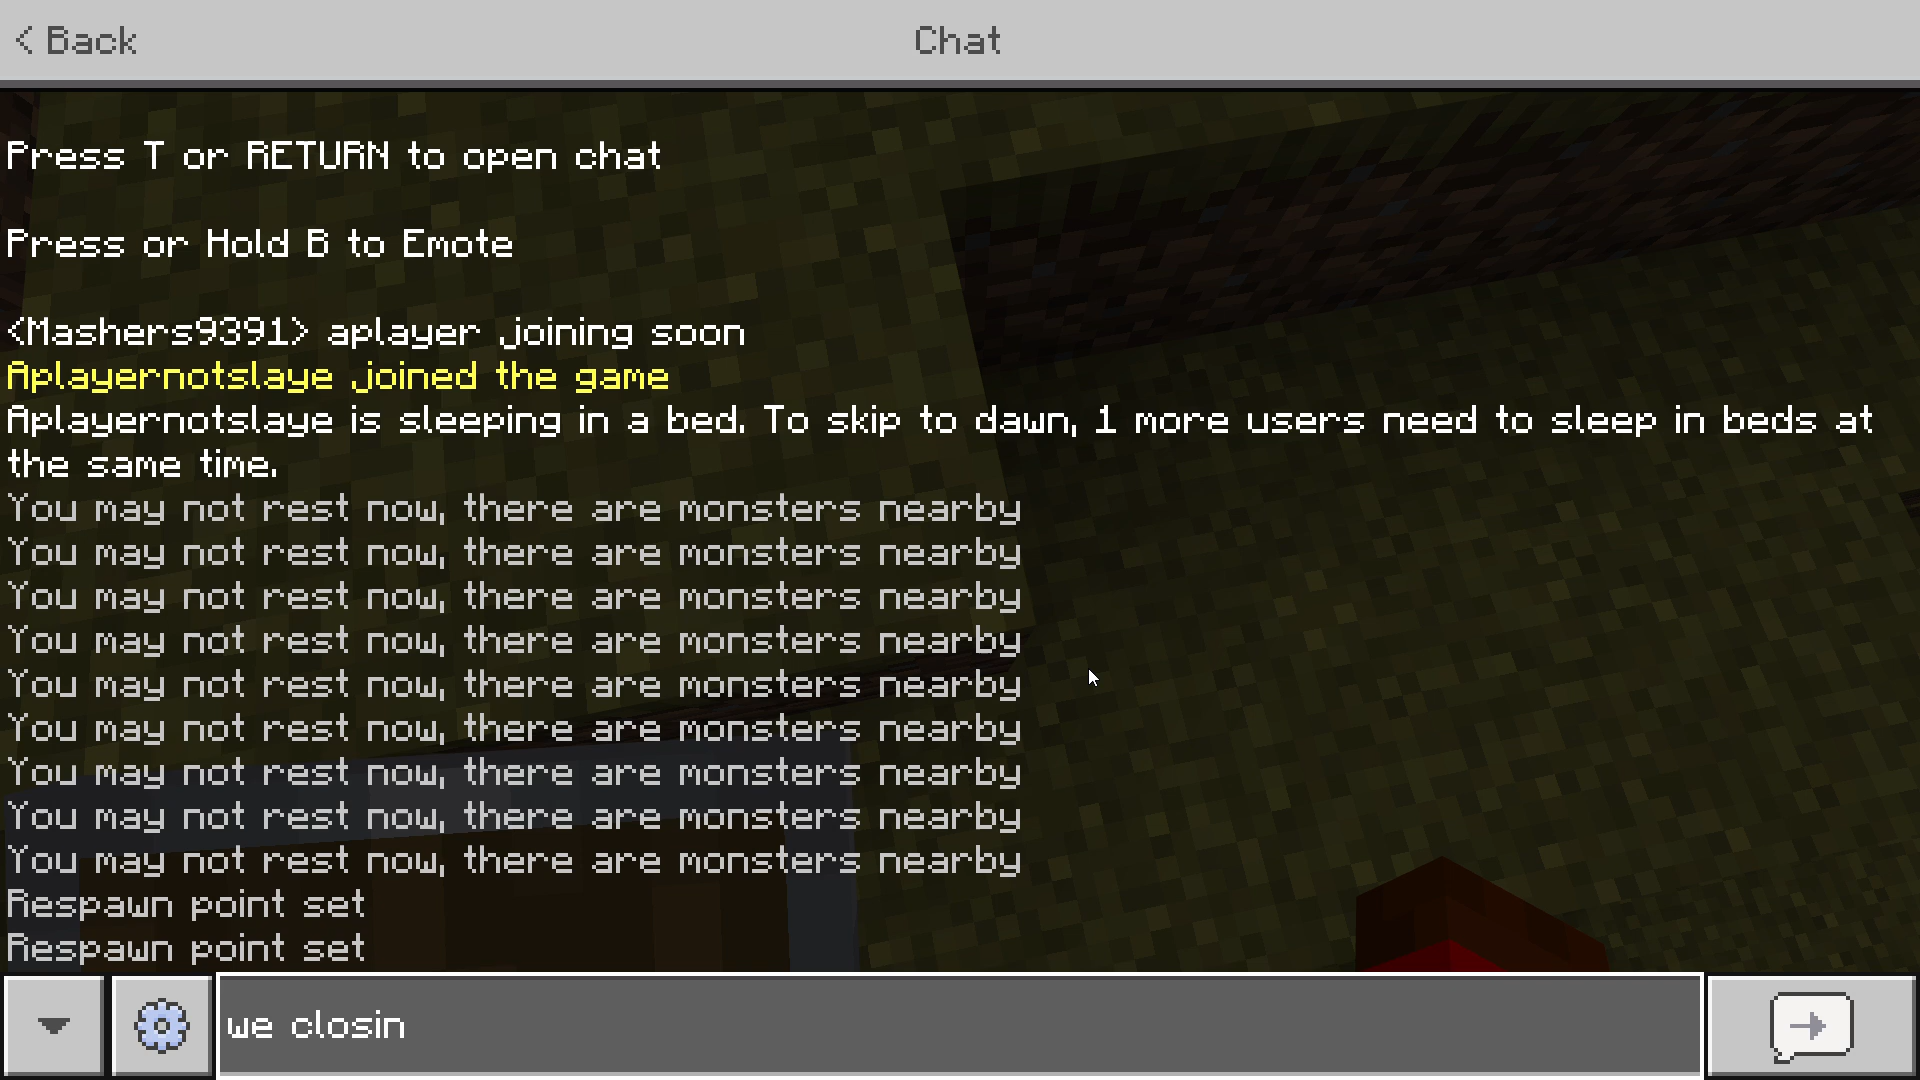 < Back
Chat
Press T or RETURN to open chat
Press or Hold B to Emote
<Mashers9391> aplayer joining soon
Aplayernotslaye joined the game
Aplayernotslaye is sleeping in a bed. To skip to dawn, 1 more users need to sleep in beds at
the same time.
You may not rest now, there are monsters nearby
You may not rest now, there are monsters nearby
You may not rest now, there are monsters nearby
You may not rest now, there are monsters nearby
You may not rest now, there are monsters nearby
You may not rest now, there are monsters nearby
You may not rest now, there are monsters nearby
You may not rest now, there are monsters nearby
You may not rest now, there are monsters nearby
Respawn point set
Respawn point set
we closin